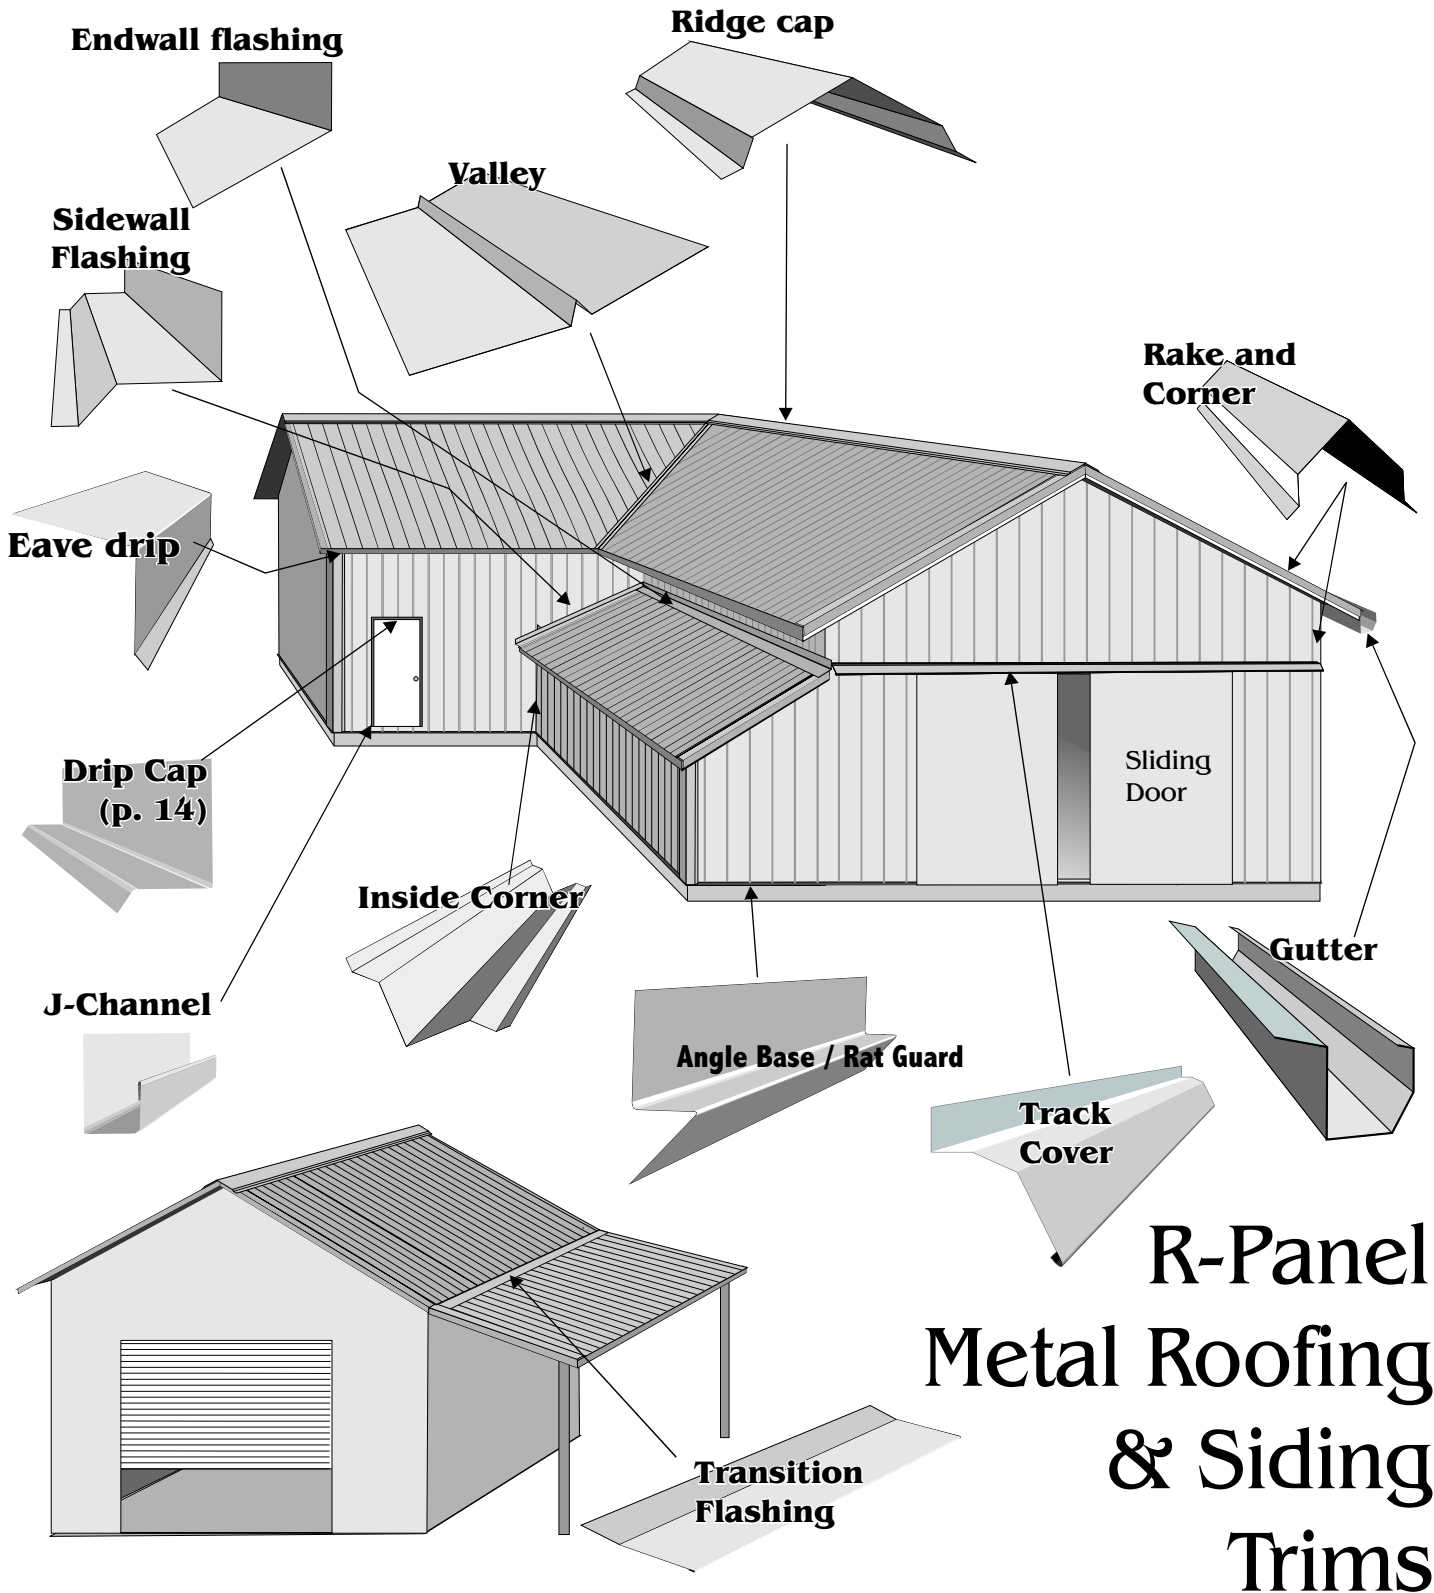 Ridge cap
Endwall flashing
Valley
Sidewall
Flashing
Rake and
Corner
Eave drip
Sliding
Door
Drip Cap
(p. 14)
Inside Corner
Gutter
J-Channel
Angle Base / Rat Guard
Track
Cover
R-Panel
Metal Roofing
& Siding
Trims
Transition
Flashing